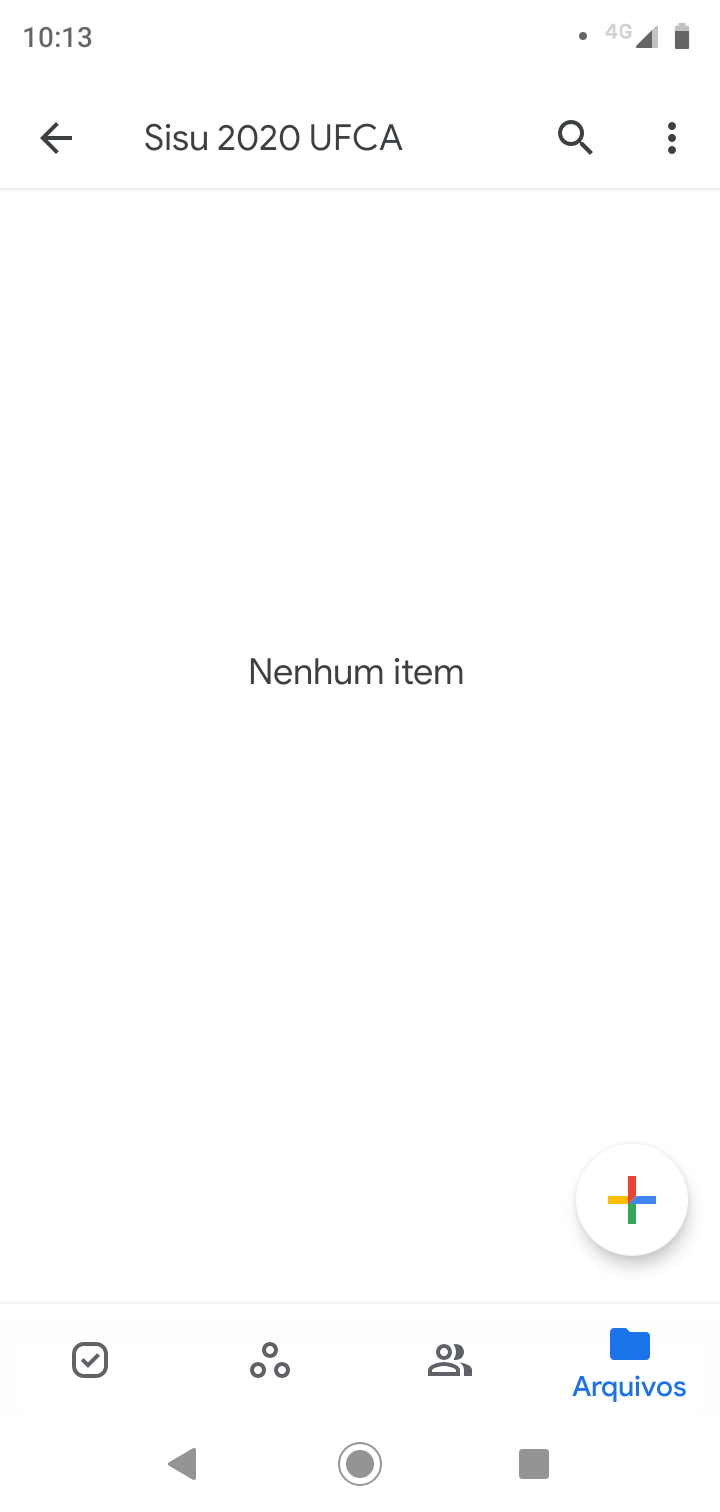 10:13
4G
Sisu 2020 UFCA
Nenhum item
Arquivos